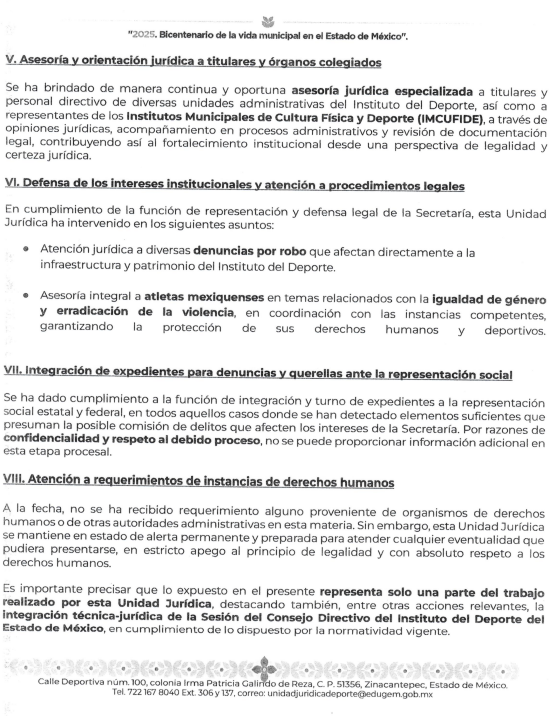 "2025. Bicentenario de la vida municipal en el Estado de México".
V. Asesoría y orientación jurídica a titulares y órganos colegiados
Se ha brindado de manera continua y oportuna asesoría jurídica especializada a titulares y
personal directivo de diversas unidades administrativas del Instituto del Deporte, así como a
representantes de los Institutos Municipales de Cultura Física y Deporte (IMCUFIDE), a través de
opiniones jurídicas, acompañamiento en procesos administrativos y revisión de documentación
legal, contribuyendo así al fortalecimiento institucional desde una perspectiva de legalidad y
certeza jurídica.
VI. Defensa de los intereses institucionales y atención a procedimientos legales
En cumplimiento de la función de representación y defensa legal de la Secretaría, esta Unidad
Jurídica ha intervenido en los siguientes asuntos:
• Atención jurídica a diversas denuncias por robo que afectan directamente a la
infraestructura y patrimonio del Instituto del Deporte.
• Asesoría integral a atletas mexiquenses en temas relacionados con la igualdad de género
y erradicación de la violencia, en coordinación con las instancias competentes,
garantizando la protección de sus derechos humanos y deportivos.
VII. Integración de expedientes para denuncias y querellas ante la representación social
Se ha dado cumplimiento a la función de integración y turno de expedientes a la representación
social estatal y federal, en todos aquellos casos donde se han detectado elementos suficientes que
presuman la posible comisión de delitos que afecten los intereses de la Secretaría. Por razones de
confidencialidad y respeto al debido proceso, no se puede proporcionar información adicional en
esta etapa procesal.
VIII. Atención a requerimientos de instancias de derechos humanos
A la fecha, no se ha recibido requerimiento alguno proveniente de organismos de derechos
humanos o de otras autoridades administrativas en esta materia. Sin embargo, esta Unidad Jurídica
se mantiene en estado de alerta permanente y preparada para atender cualquier eventualidad que
pudiera presentarse, en estricto apego al principio de legalidad y con absoluto respeto a los
derechos humanos.
Es importante precisar que lo expuesto en el presente representa solo una parte del trabajo
realizado por esta Unidad Jurídica, destacando también, entre otras acciones relevantes, la
integración técnica-jurídica de la Sesión del Consejo Directivo del Instituto del Deporte del
Estado de México, en cumplimiento de lo dispuesto por la normatividad vigente.
Calle Deportiva núm. 100, colonia Irma Patricia Galindo de Reza, C. P. 51356, Zinacantepec, Estado de México.
Tel. 722 167 8040 Ext. 306 y 137, correo: unidadjuridicadeporte@edugem.gob.mx